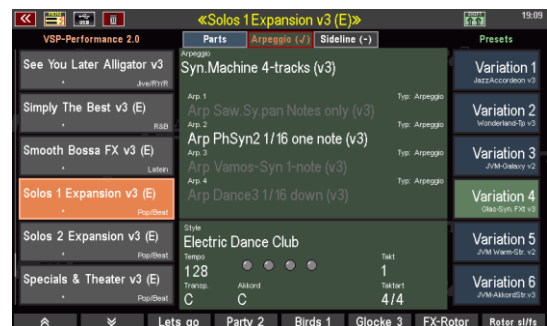 «Solos 1 Expansion v3 (E)»
19:09
VSP-Performance 2.0
Parts
Arpeggio (√)
Sideline (-)
Presets
See You Later Alligator v3
Jive/RnR
Simply The Best v3 (E)
R&B
Smooth Bossa FX v3 (E)
Latein
Solos 1 Expansion v3 (E)
Pop/Beat
Solos 2 Expansion v3 (E)
Pop/Beat
Specials & Theater v3 (E)
Pop/Beat
Arpeggio
Syn.Machine 4-tracks (v3)
Arp. 1 Typ: Arpeggio
Arp Saw.Sy.pan Notes only (v3)
Arp. 2 Typ: Arpeggio
Arp PhSyn2 1/16 one note (v3)
Arp. 3 Typ: Arpeggio
Arp Vamos-Syn 1-note (v3)
Arp. 4 Typ: Arpeggio
Arp Dance3 1/16 down (v3)
Style
Electric Dance Club
Tempo Takt
128 1
Transp. Akkord Taktart
C C 4/4
Variation 1
JazzAccordeon v3
Variation 2
Wonderland-Tp v3
Variation 3
JVM-Galaxy v2
Variation 4
Glas-Syn. FXt v3
Variation 5
JVM Warm-Str. v2
Variation 6
JVM-AkkordStr.v3
Lets go
Party 2
Birds 1
Glocke 3
FX-Rotor
Rotor sl/fs